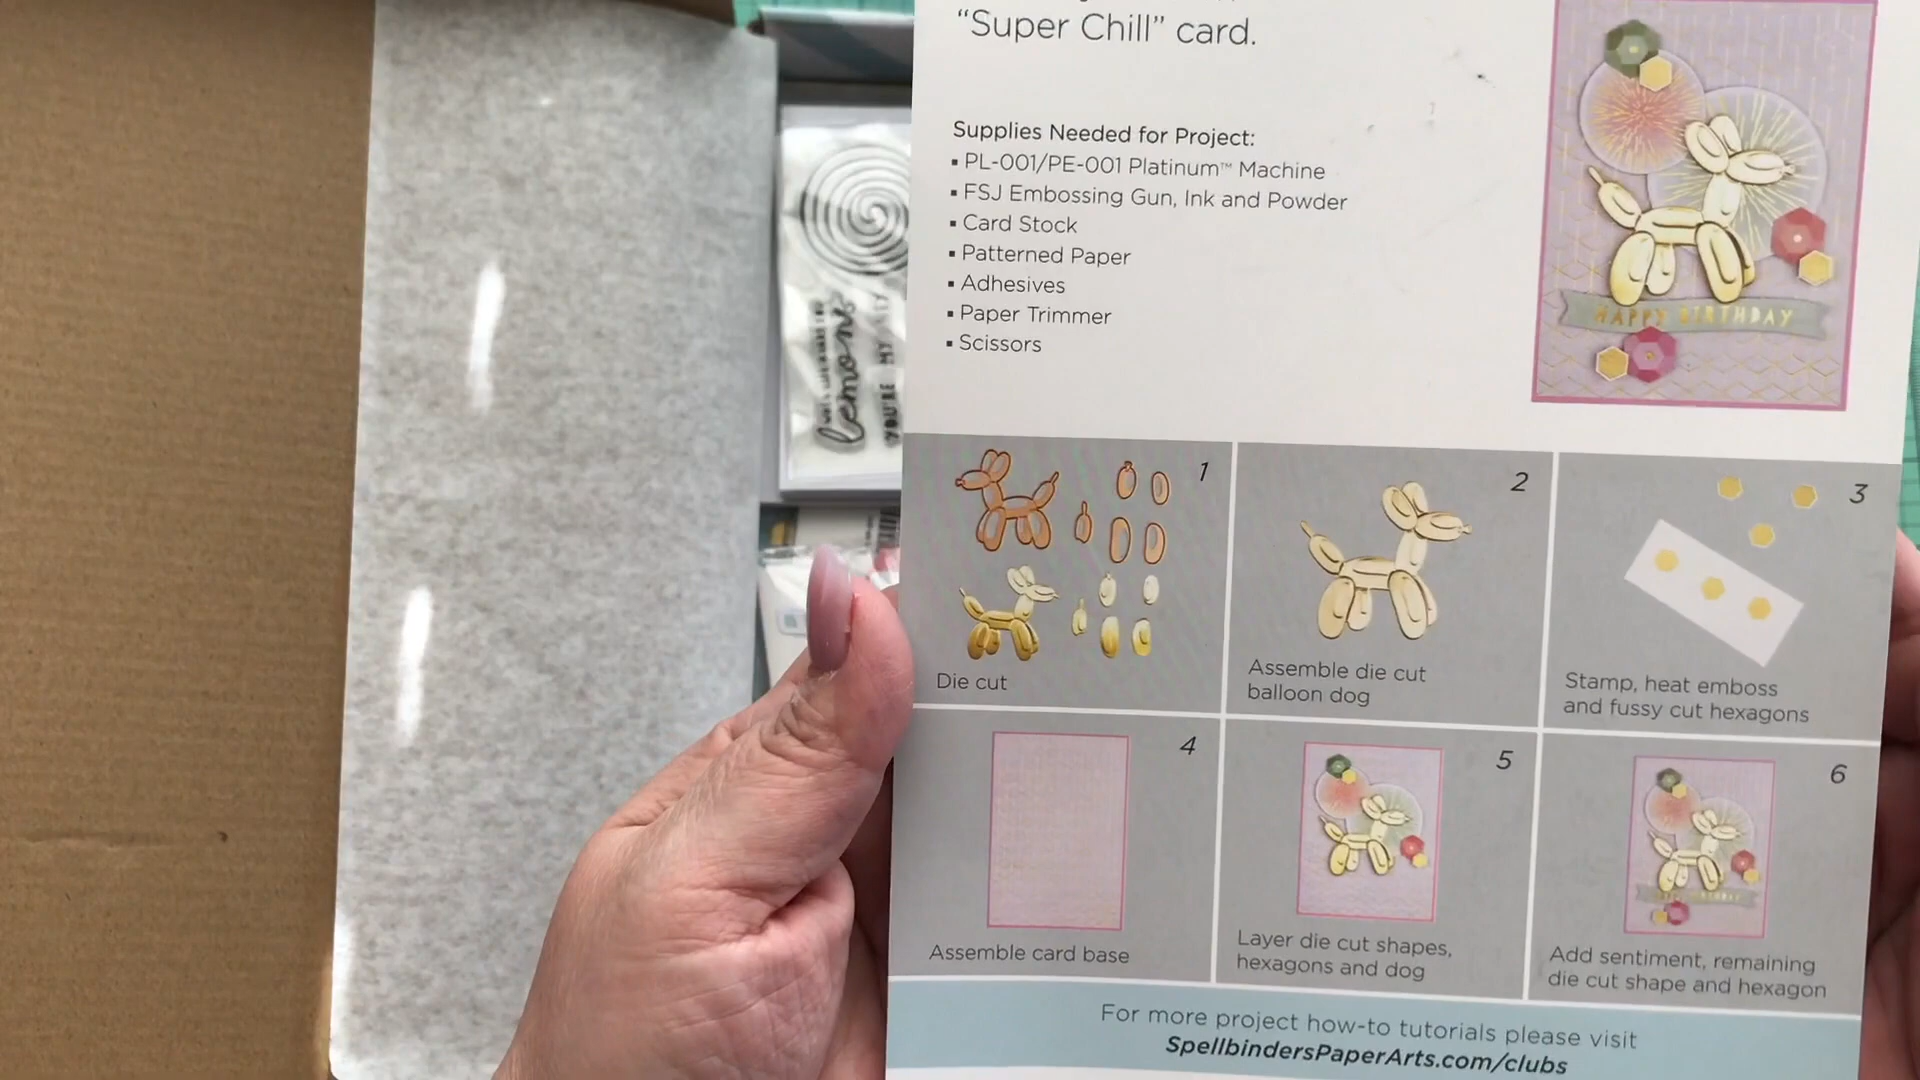 “Super Chill” card.
Supplies Needed for Project:
▪ PL-001/PE-001 Platinum™ Machine
▪ FSJ Embossing Gun, Ink and Powder
▪ Card Stock
▪ Patterned Paper
▪ Adhesives
▪ Paper Trimmer
▪ Scissors
HAPPY BIRTHDAY
lemons
YOU'RE MY
1
Die cut
2
Assemble die cut
balloon dog
3
Stamp, heat emboss
and fussy cut hexagons
4
Assemble card base
5
Layer die cut shapes,
hexagons and dog
6
Add sentiment, remaining
die cut shape and hexagon
For more project how-to tutorials please visit
SpellbindersPaperArts.com/clubs